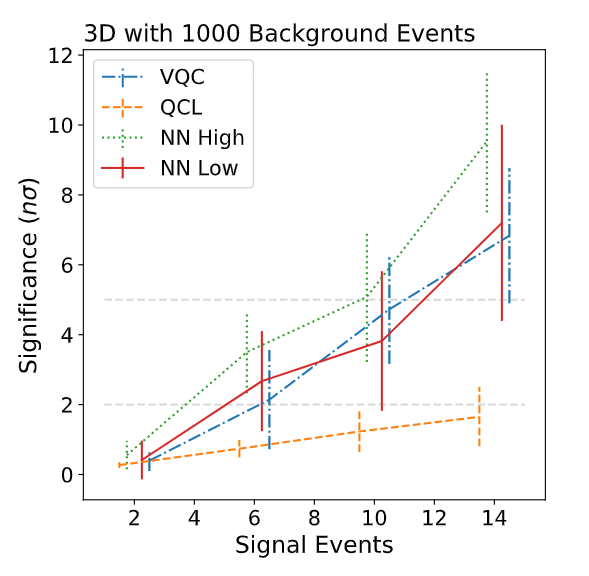 3D with 1000 Background Events
VQC
QCL
NN High
NN Low
Significance (nσ)
12
10
8
6
4
2
0
2 4 6 8 10 12 14
Signal Events